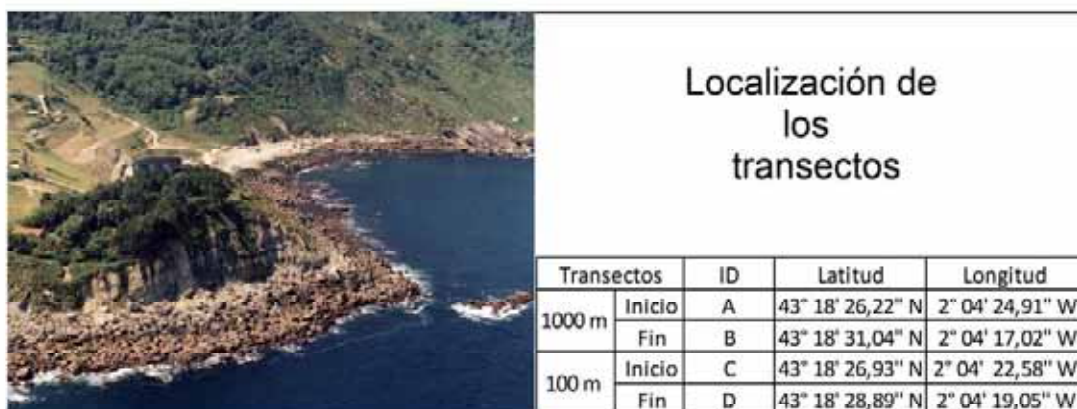 Localización de
los
transectos
Transectos ID Latitud Longitud
1000 m Inicio A 43° 18' 26,22" N 2° 04' 24,91" W
Fin B 43° 18' 31,04" N 2° 04' 17,02" W
100 m Inicio C 43° 18' 26,93" N 2° 04' 22,58" W
Fin D 43° 18' 28,89" N 2° 04' 19,05" W